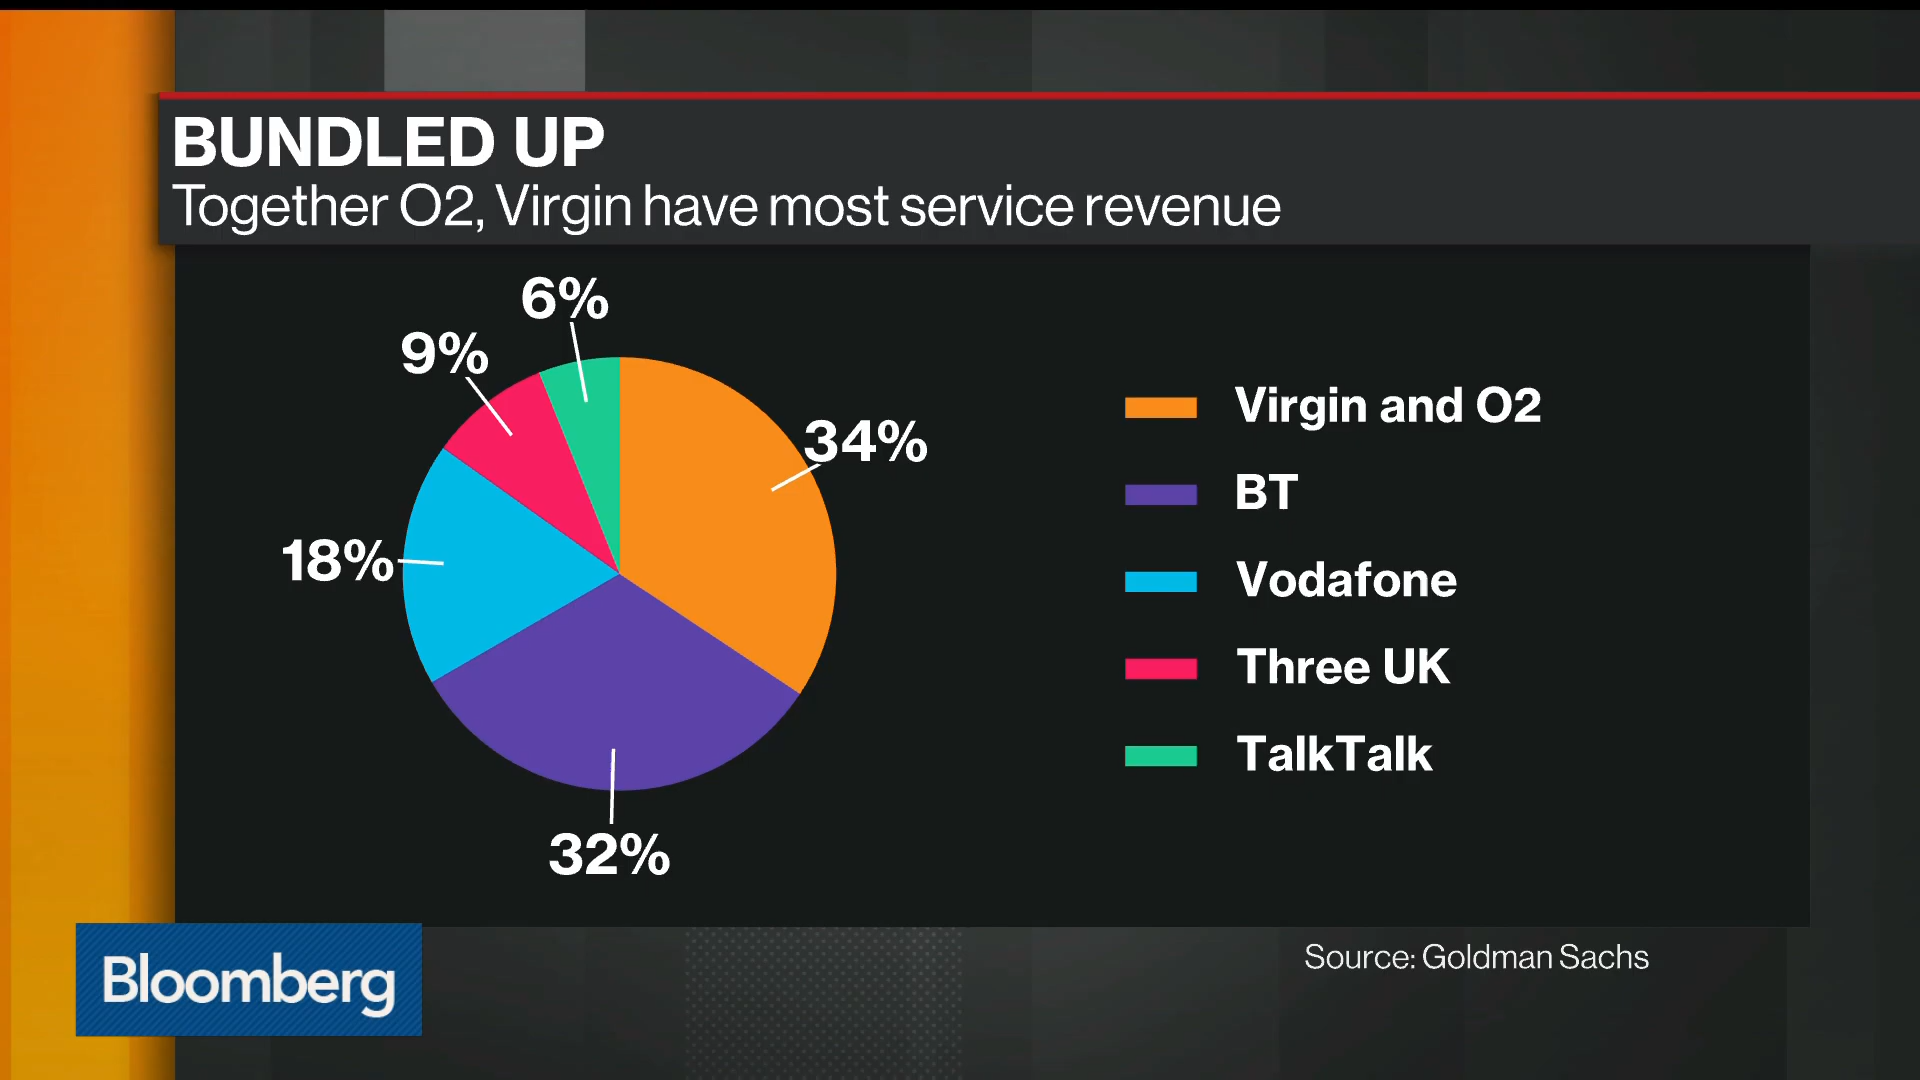 BUNDLED UP
Together O2, Virgin have most service revenue
6%
9%
34%
18%
32%
Virgin and O2
BT
Vodafone
Three UK
TalkTalk
Bloomberg
Source: Goldman Sachs